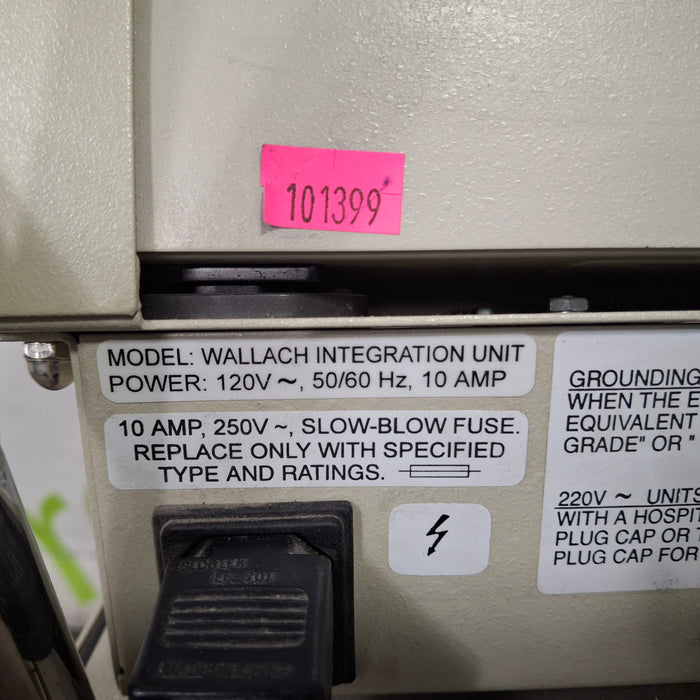 101399
MODEL: WALLACH INTEGRATION UNIT
POWER: 120V ~, 50/60 Hz, 10 AMP
10 AMP, 250V ~, SLOW-BLOW FUSE.
REPLACE ONLY WITH SPECIFIED
TYPE AND RATINGS.
GROUNDING
WHEN THE E
EQUIVALENT
GRADE" OR "
220V ~ UNITS
WITH A HOSPIT
PLUG CAP OR T
PLUG CAP FOR